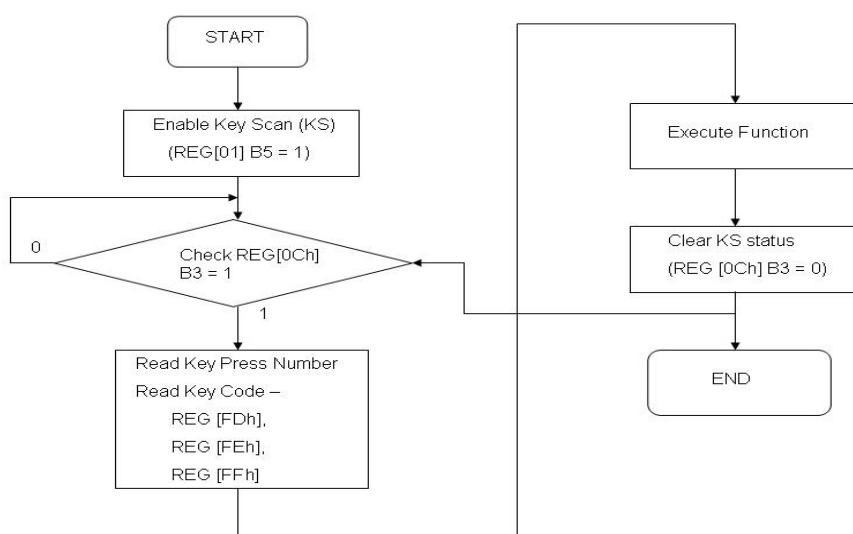 START
Enable Key Scan (KS)
(REG[01] B5 = 1)
0
Check REG[0Ch]
B3 = 1
1
Read Key Press Number
Read Key Code –
REG [FDh],
REG [FEh],
REG [FFh]
Execute Function
Clear KS status
(REG [0Ch] B3 = 0)
END